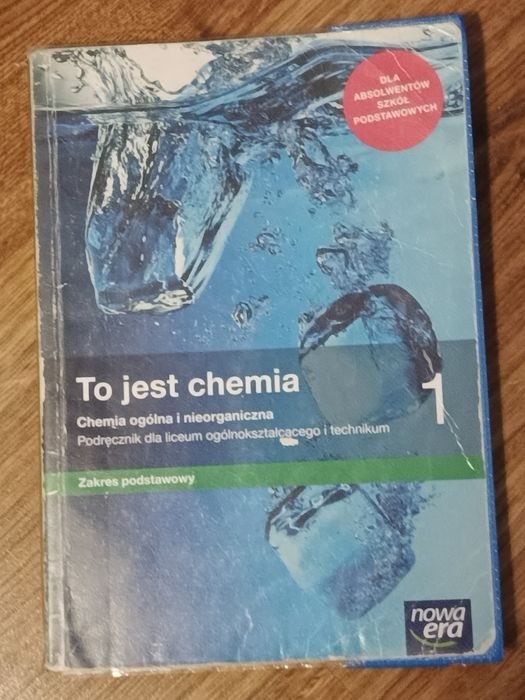 DLA
ABSOLWENTÓW
SZKÓŁ
PODSTAWOWYCH
To jest chemia
1
Chemia ogólna i nieorganiczna
Podręcznik dla liceum ogólnokształcącego i technikum
Zakres podstawowy
nowa
era